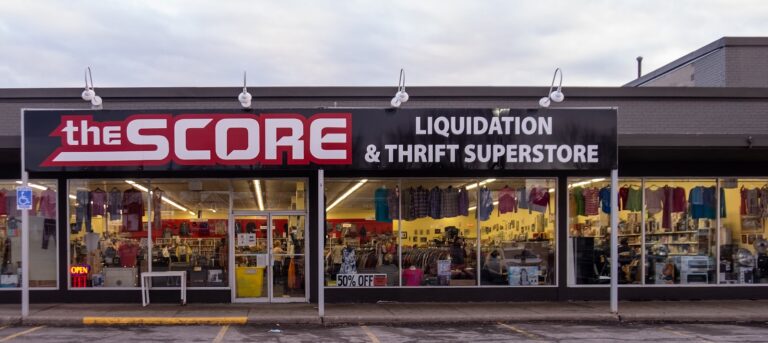 the SCORE
LIQUIDATION
& THRIFT SUPERSTORE
OPEN
50% OFF